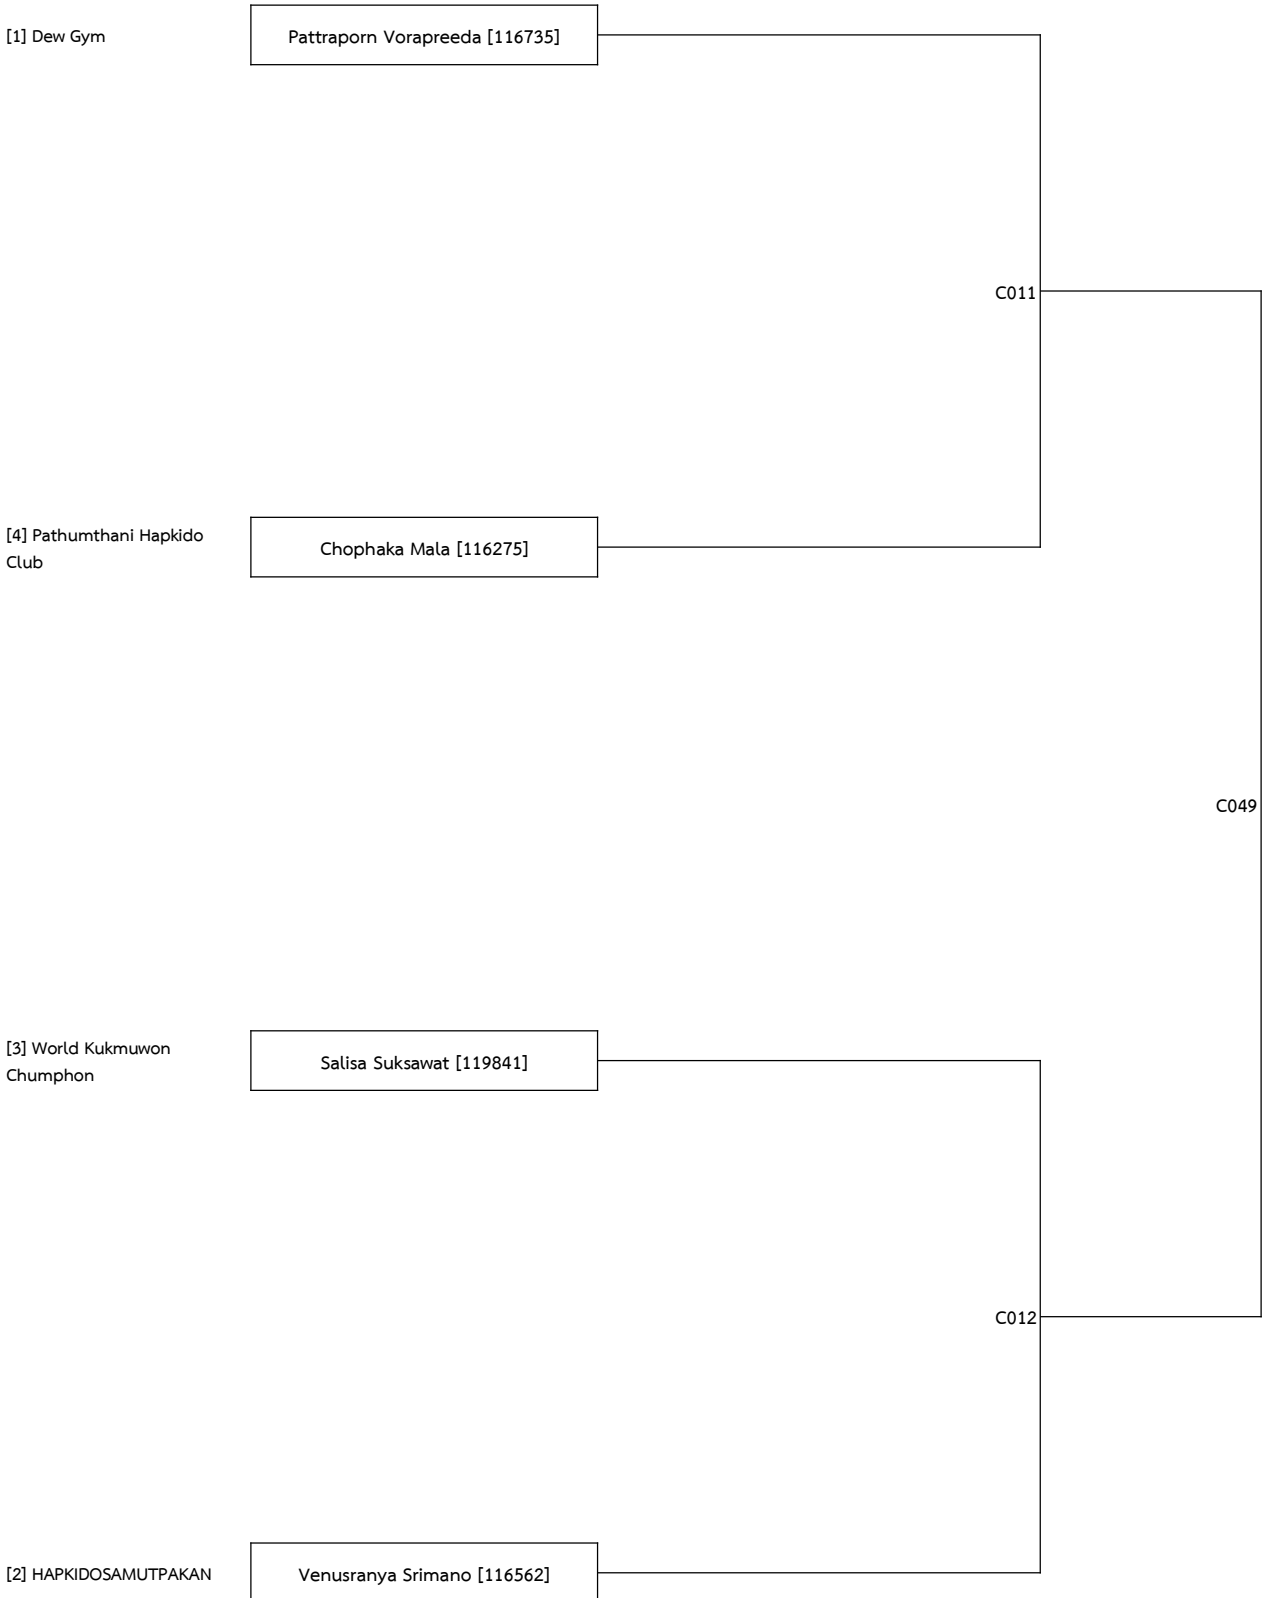 [1] Dew Gym
Pattraporn Vorapreeda [116735]
C011
[4] Pathumthani Hapkido
Club
Chophaka Mala [116275]
C049
[3] World Kukmuwon
Chumphon
Salisa Suksawat [119841]
C012
[2] HAPKIDOSAMUTPAKAN
Venusranya Srimano [116562]